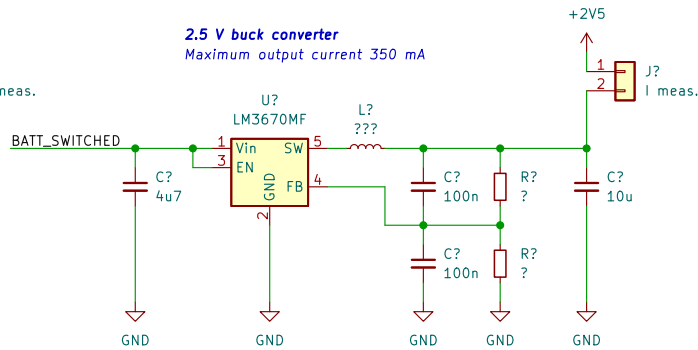 2.5 V buck converter
Maximum output current 350 mA
+2V5
meas.
J?
1
2
I meas.
U?
LM3670MF
L?
???
BATT_SWITCHED
1
Vin
SW
5
3
EN
FB
4
GND
2
C?
4u7
C?
100n
R?
?
C?
10u
C?
100n
R?
?
GND
GND
GND
GND
GND